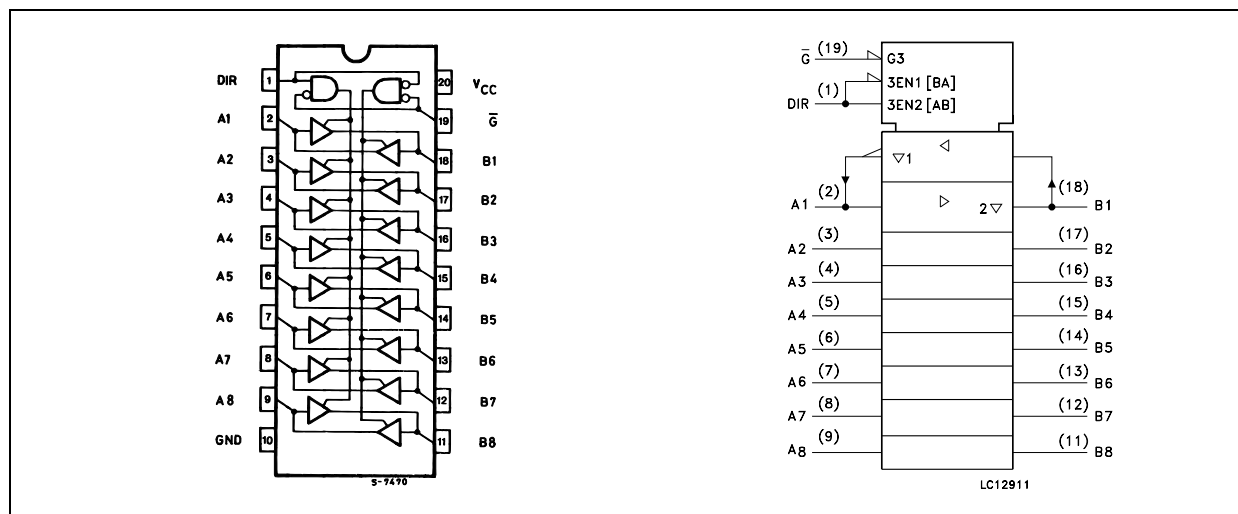 DIR 1 20 VCC
A1 2 19 G̅
A2 3 18 B1
A3 4 17 B2
A4 5 16 B3
A5 6 15 B4
A6 7 14 B5
A7 8 13 B6
A8 9 12 B7
GND 10 11 B8
S-7470
G̅ (19) G3
3EN1 [BA]
DIR (1) 3EN2 [AB]
▽1 ◁
A1 (2) ▷ 2▽ (18) B1
A2 (3) (17) B2
A3 (4) (16) B3
A4 (5) (15) B4
A5 (6) (14) B5
A6 (7) (13) B6
A7 (8) (12) B7
A8 (9) (11) B8
LC12911